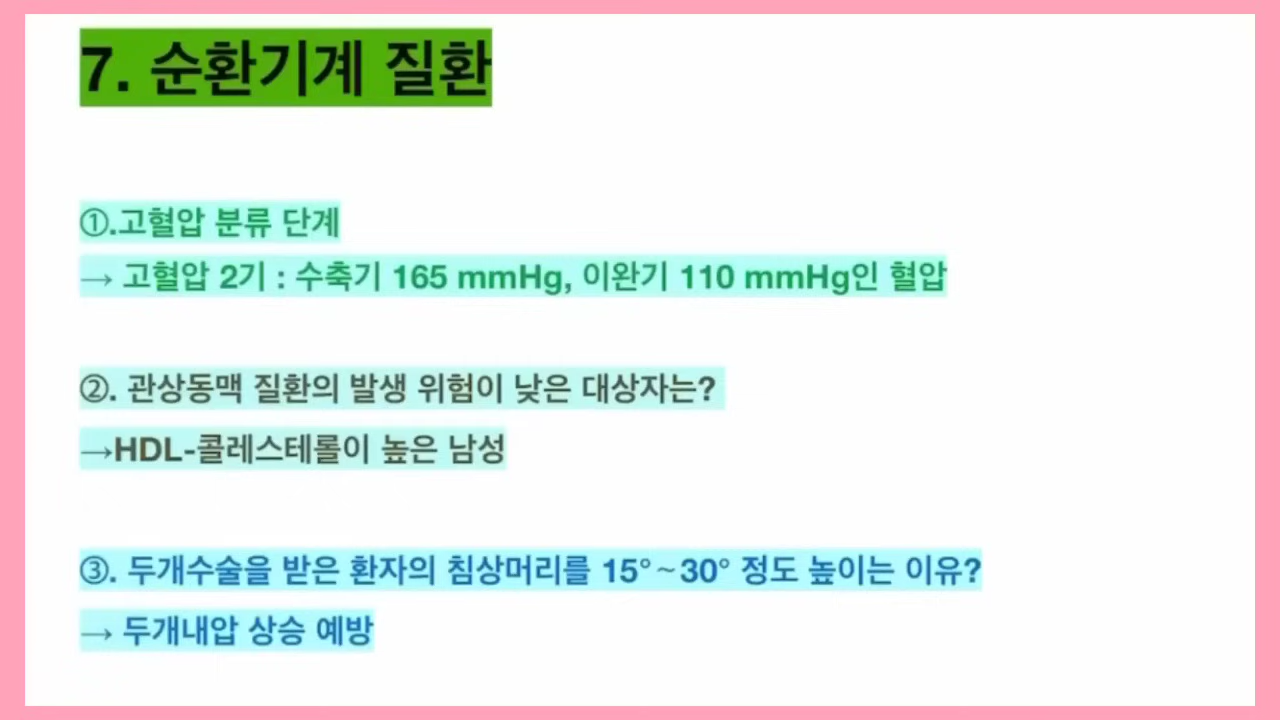 7. 순환기계 질환
①.고혈압 분류 단계
→ 고혈압 2기 : 수축기 165 mmHg, 이완기 110 mmHg인 혈압
②. 관상동맥 질환의 발생 위험이 낮은 대상자는?
→HDL-콜레스테롤이 높은 남성
③. 두개수술을 받은 환자의 침상머리를 15°~30° 정도 높이는 이유?
→ 두개내압 상승 예방